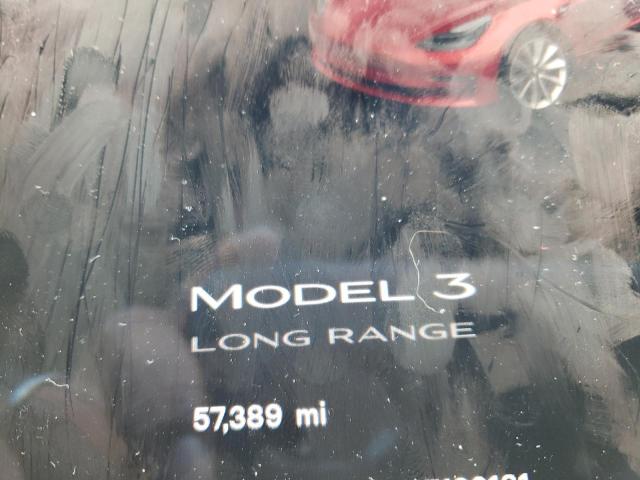 MODEL 3
LONG RANGE
57,389 mi